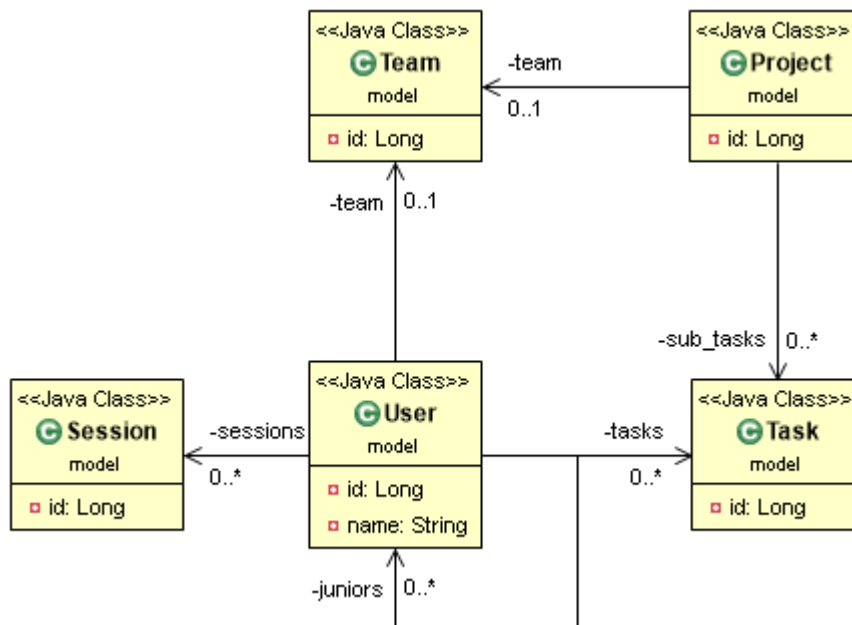 <<Java Class>>
Team
model
id: Long
<<Java Class>>
Project
model
id: Long
-team
0..1
-team
0..1
-sub_tasks
0..*
<<Java Class>>
Session
model
id: Long
-sessions
0..*
<<Java Class>>
User
model
id: Long
name: String
-tasks
0..*
<<Java Class>>
Task
model
id: Long
-juniors
0..*